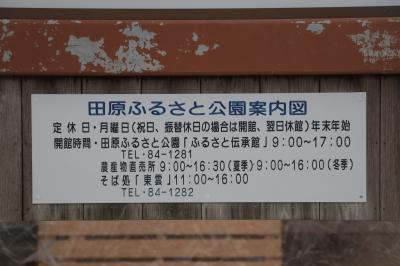 田原ふるさと公園案内図
定休日・月曜日(祝日、振替休日の場合は開館、翌日休館)年末年始
開館時間・田原ふるさと公園「ふるさと伝承館」9:00~17:00
TEL・84-1281
農産物直売所9:00~16:30(夏季)9:00~16:00(冬季)
そば処「東雲」11:00~16:00
TEL・84-1282